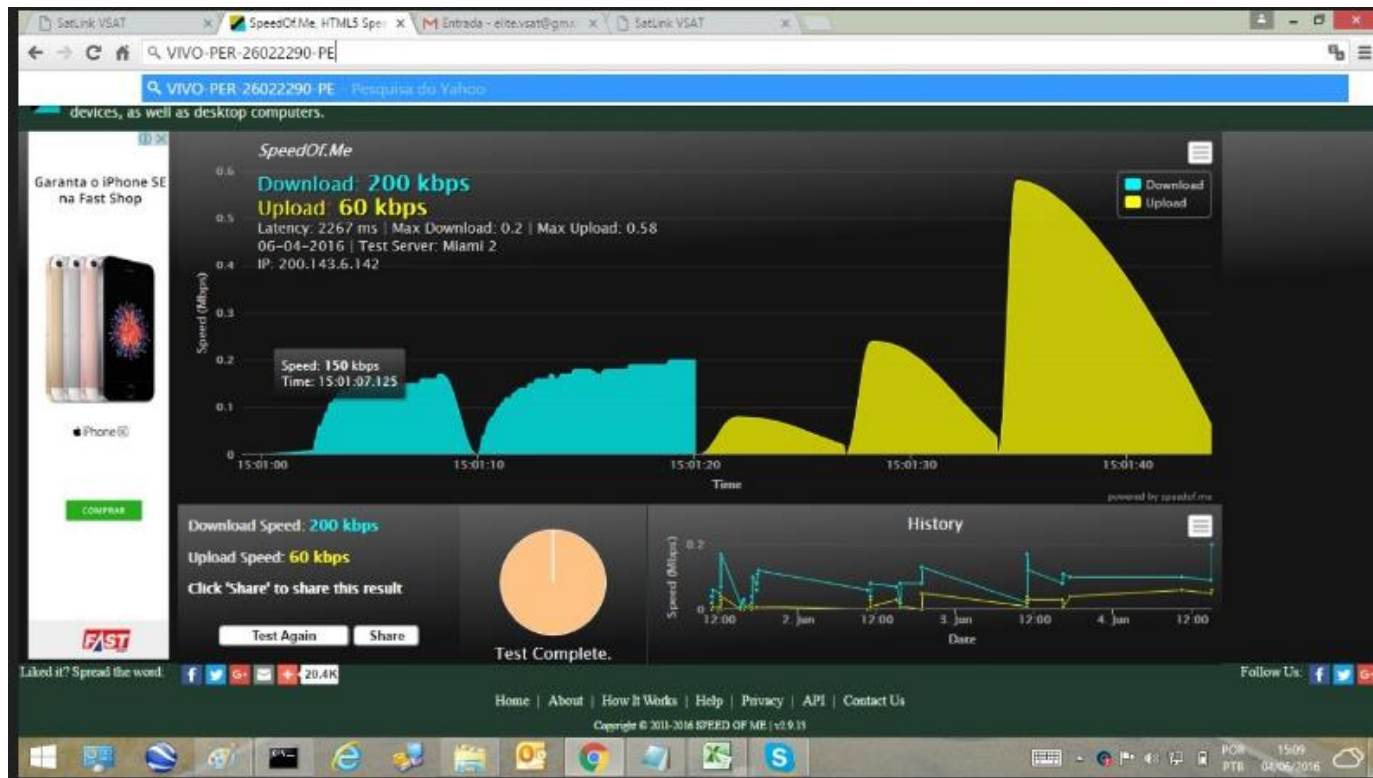 SatLink VSAT
SpeedOf.Me, HTML5 Spe
Entrada - elite.vsat@gm
SatLink VSAT
VIVO-PER-26022290-PE
VIVO-PER-26022290-PE - Pesquisa do Yahoo
devices, as well as desktop computers.
Garanta o iPhone SE
na Fast Shop
iPhone SE
COMPRAR
FAST
SpeedOf.Me
Download: 200 kbps
Upload: 60 kbps
Latency: 2267 ms | Max Download: 0.2 | Max Upload: 0.58
06-04-2016 | Test Server: Miami 2
IP: 200.143.6.142
Download
Upload
Speed (Mbps)
0.6
0.5
0.4
0.3
0.2
0.1
0
Speed: 150 kbps
Time: 15:01:07.125
15:01:00 15:01:10 15:01:20 15:01:30 15:01:40
Time
powered by speedof.me
Download Speed: 200 kbps
Upload Speed: 60 kbps
Click 'Share' to share this result
Test Again Share
Test Complete.
History
Speed (Mbps)
0.2
0
12:00 2. Jun 12:00 3. Jun 12:00 4. Jun 12:00
Date
Liked it? Spread the word: 20.4K
Follow Us:
Home | About | How It Works | Help | Privacy | API | Contact Us
Copyright © 2011-2016 SPEED OF ME | v2.9.13
POR 15:09
PTB 04/06/2016